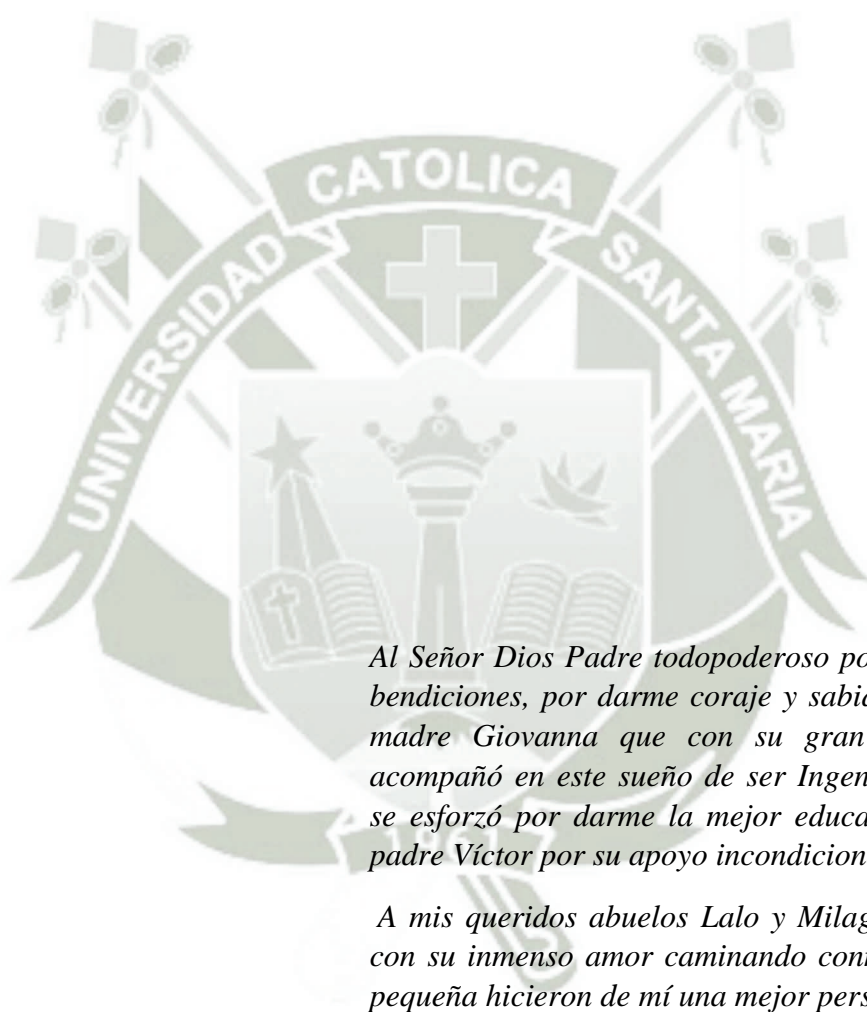 UNIVERSIDAD CATOLICA SANTA MARIA
Al Señor Dios Padre todopoderoso po
bendiciones, por darme coraje y sabi
madre Giovanna que con su gran
acompañó en este sueño de ser Ingen
se esforzó por darme la mejor educa
padre Víctor por su apoyo incondicion
1961
A mis queridos abuelos Lalo y Milag
con su inmenso amor caminando con
pequeña hicieron de mí una mejor pers